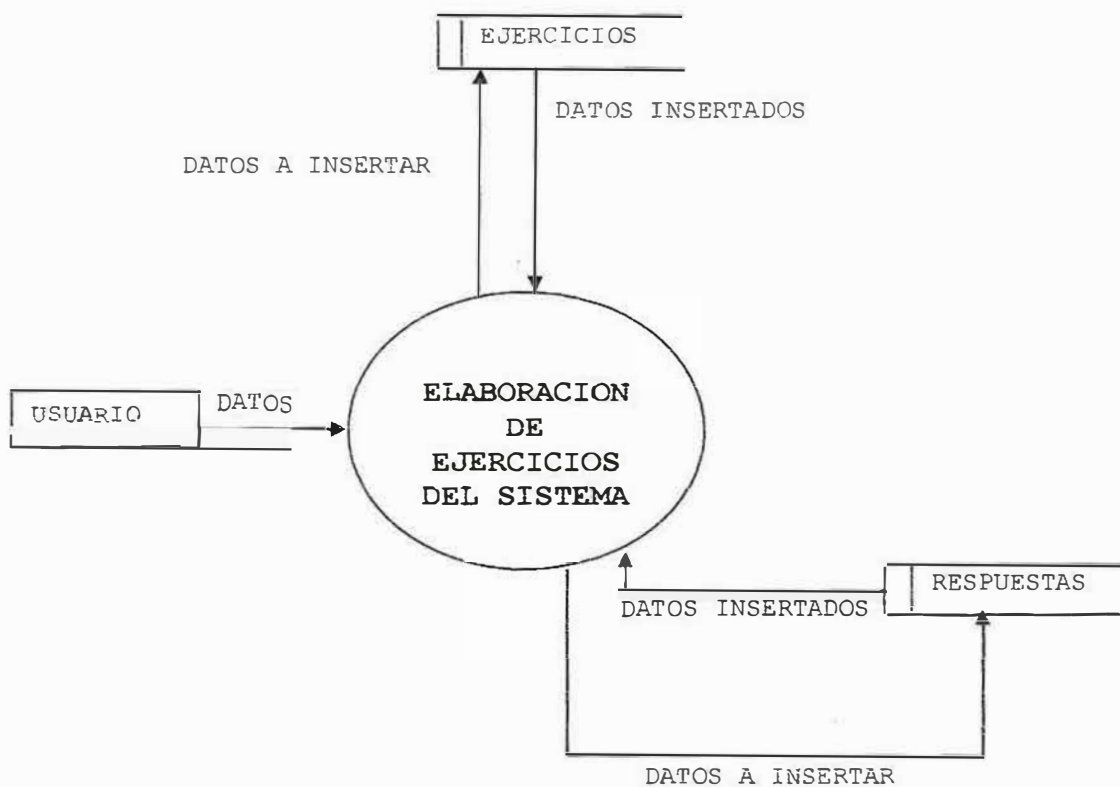 EJERCICIOS
DATOS INSERTADOS
DATOS A INSERTAR
USUARIO
DATOS
ELABORACION
DE
EJERCICIOS
DEL SISTEMA
RESPUESTAS
DATOS INSERTADOS
DATOS A INSERTAR